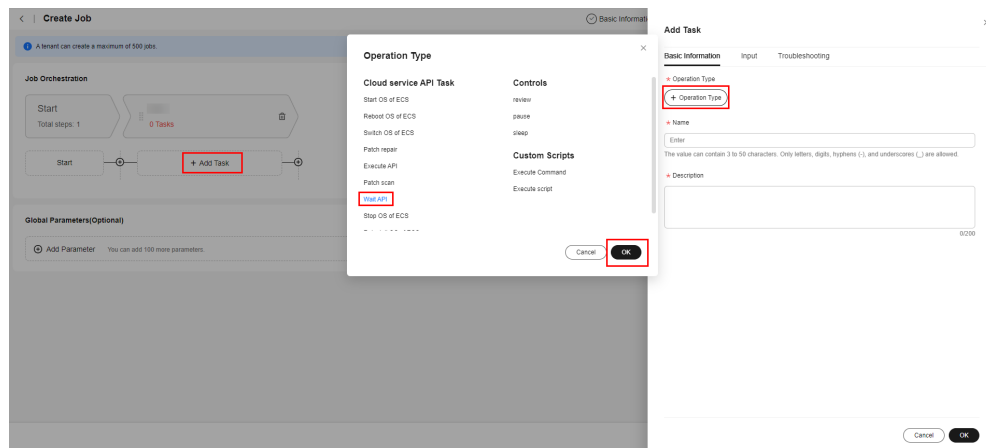 Create Job
Basic Informati
A tenant can create a maximum of 500 jobs.
Job Orchestration
Start
Total steps: 1
0 Tasks
Start
+ Add Task
Global Parameters(Optional)
Add Parameter You can add 100 more parameters.
Operation Type
Cloud service API Task
Start OS of ECS
Reboot OS of ECS
Switch OS of ECS
Patch repair
Execute API
Patch scan
Wait API
Stop OS of ECS
Controls
review
pause
sleep
Custom Scripts
Execute Command
Execute script
Cancel
OK
Add Task
Basic Information Input Troubleshooting
* Operation Type
+ Operation Type
* Name
Enter
The value can contain 3 to 50 characters. Only letters, digits, hyphens (-), and underscores (_) are allowed.
* Description
0/200
Cancel
OK